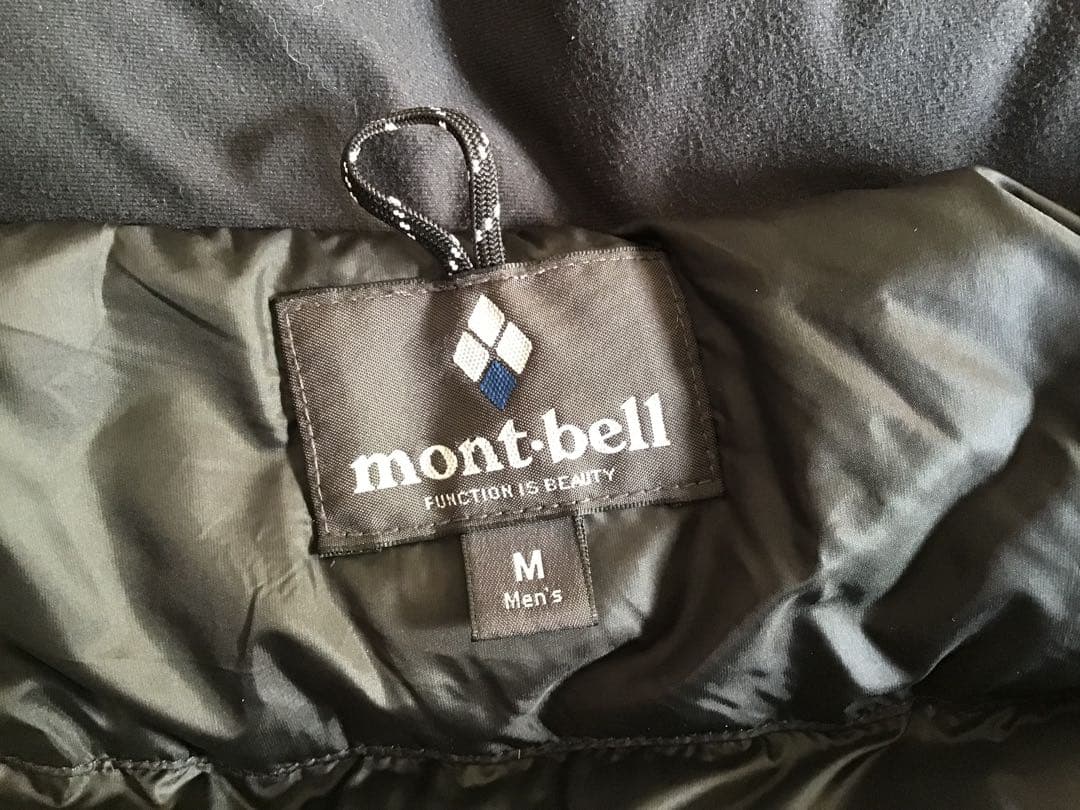 mont·bell
FUNCTION IS BEAUTY
M
Men's